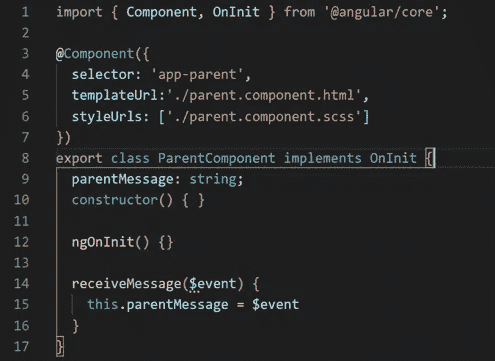 1 import { Component, OnInit } from '@angular/core';
2
3 @Component({
4   selector: 'app-parent',
5   templateUrl:'./parent.component.html',
6   styleUrls: ['./parent.component.scss']
7 })
8 export class ParentComponent implements OnInit {
9   parentMessage: string;
10   constructor() { }
11
12   ngOnInit() {}
13
14   receiveMessage($event) {
15     this.parentMessage = $event
16   }
17 }